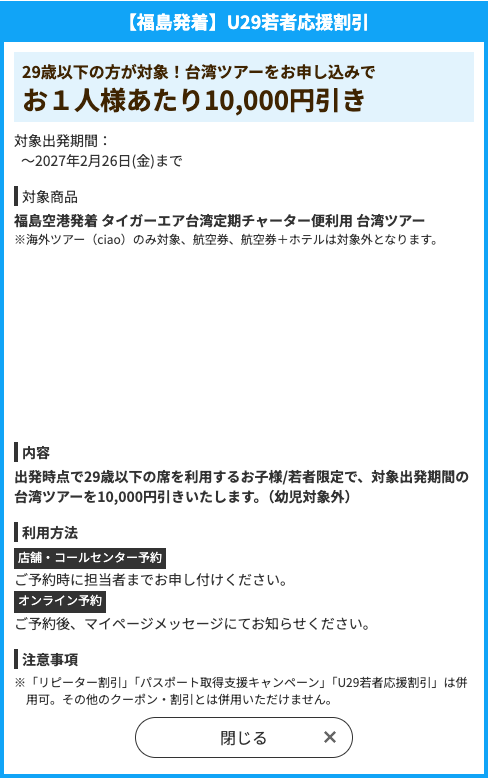 【福島発着】U29若者応援割引
29歳以下の方が対象！台湾ツアーをお申し込みで
お１人様あたり10,000円引き
対象出発期間：
～2027年2月26日(金)まで
対象商品
福島空港発着 タイガーエア台湾定期チャーター便利用 台湾ツアー
※海外ツアー（ciao）のみ対象、航空券、航空券＋ホテルは対象外となります。
内容
出発時点で29歳以下の席を利用するお子様/若者限定で、対象出発期間の
台湾ツアーを10,000円引きいたします。（幼児対象外）
利用方法
店舗・コールセンター予約
ご予約時に担当者までお申し付けください。
オンライン予約
ご予約後、マイページメッセージにてお知らせください。
注意事項
※「リピーター割引」「パスポート取得支援キャンペーン」「U29若者応援割引」は併
用可。その他のクーポン・割引とは併用いただけません。
閉じる ×